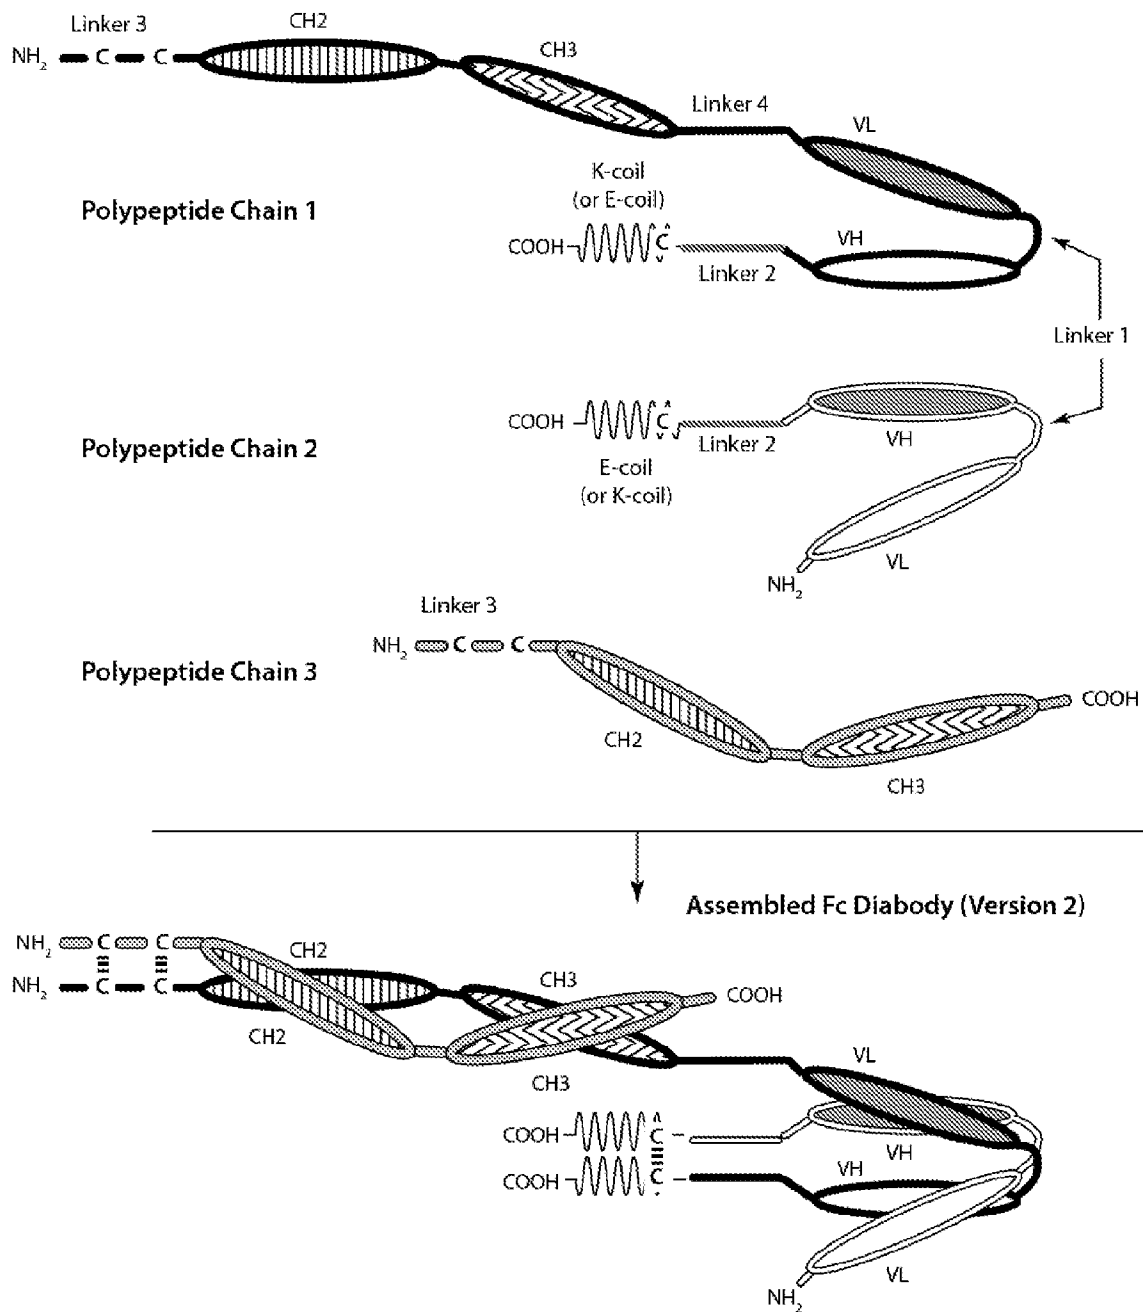 Linker 3
CH2
NH2
C
C
CH3
Linker 4
VL
K-coil
(or E-coil)
Polypeptide Chain 1
COOH
C
VH
Linker 2
Linker 1
COOH
C
Linker 2
VH
Polypeptide Chain 2
E-coil
(or K-coil)
VL
NH2
Linker 3
NH2
C
C
Polypeptide Chain 3
COOH
CH2
CH3
Assembled Fc Diabody (Version 2)
NH2
C
C
CH2
NH2
C
C
CH3
COOH
CH2
CH3
VL
COOH
C
VH
VH
COOH
C
VL
NH2